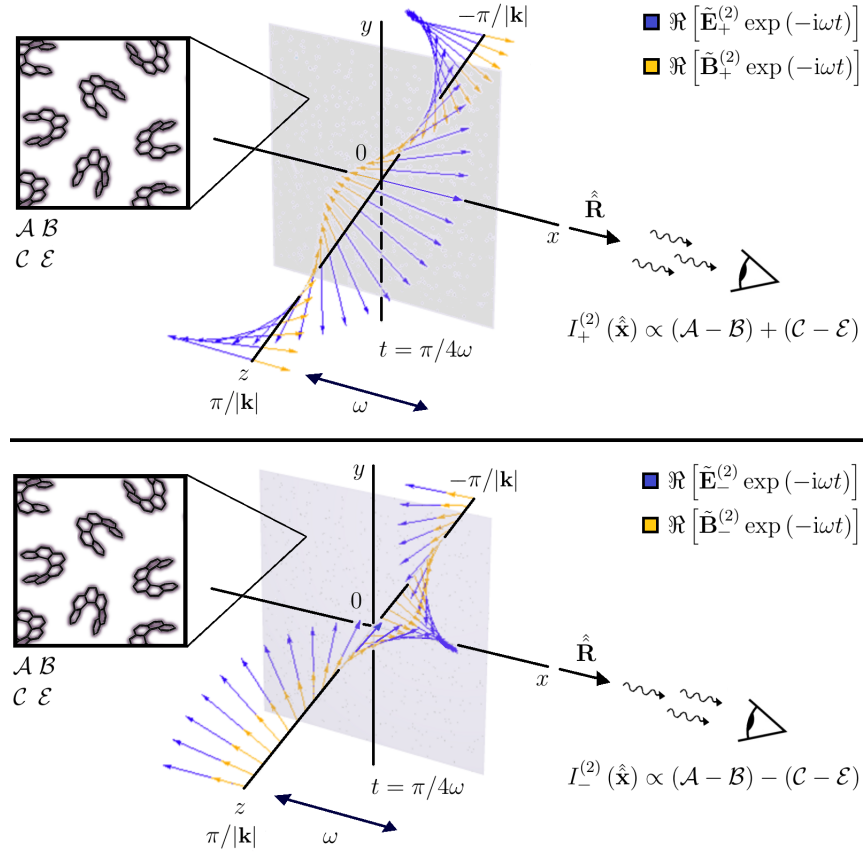 y
−π/|k|
ℜ[Ẽ₊⁽²⁾ exp (−iωt)]
ℜ[B̃₊⁽²⁾ exp (−iωt)]
0
𝒜 ℬ
𝒞 ℰ
x
R̂
I₊⁽²⁾ (x̂) ∝ (𝒜 − ℬ) + (𝒞 − ℰ)
t = π/4ω
z
π/|k|
ω
y
−π/|k|
ℜ[Ẽ₋⁽²⁾ exp (−iωt)]
ℜ[B̃₋⁽²⁾ exp (−iωt)]
0
𝒜 ℬ
𝒞 ℰ
x
R̂
I₋⁽²⁾ (x̂) ∝ (𝒜 − ℬ) − (𝒞 − ℰ)
t = π/4ω
z
π/|k|
ω